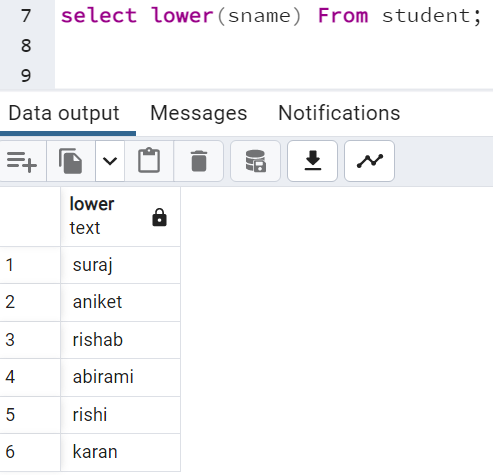 7 select lower(sname) From student;
8
9
Data output Messages Notifications
lower
text
1 suraj
2 aniket
3 rishab
4 abirami
5 rishi
6 karan